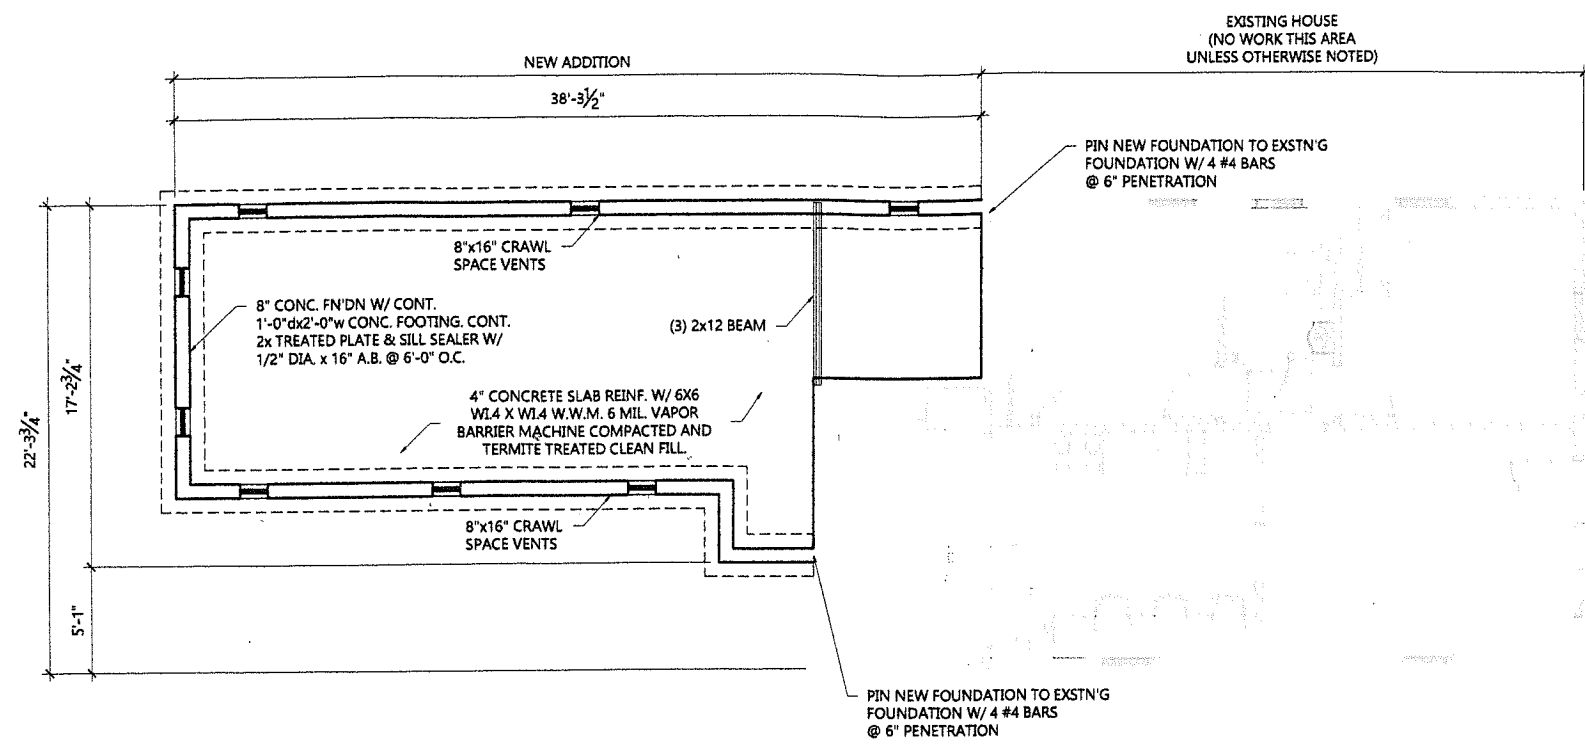 EXISTING HOUSE
(NO WORK THIS AREA
UNLESS OTHERWISE NOTED)
NEW ADDITION
38'-3½"
PIN NEW FOUNDATION TO EXSTN'G
FOUNDATION W/ 4 #4 BARS
@ 6" PENETRATION
8"x16" CRAWL
SPACE VENTS
8" CONC. FN'DN W/ CONT.
1'-0"dx2'-0"w CONC. FOOTING. CONT.
2x TREATED PLATE & SILL SEALER W/
1/2" DIA. x 16" A.B. @ 6'-0" O.C.
(3) 2x12 BEAM
17'-2¾"
22'-3¾"
4" CONCRETE SLAB REINF. W/ 6X6
WI.4 X WI.4 W.W.M. 6 MIL. VAPOR
BARRIER MACHINE COMPACTED AND
TERMITE TREATED CLEAN FILL.
8"x16" CRAWL
SPACE VENTS
5'-1"
PIN NEW FOUNDATION TO EXSTN'G
FOUNDATION W/ 4 #4 BARS
@ 6" PENETRATION